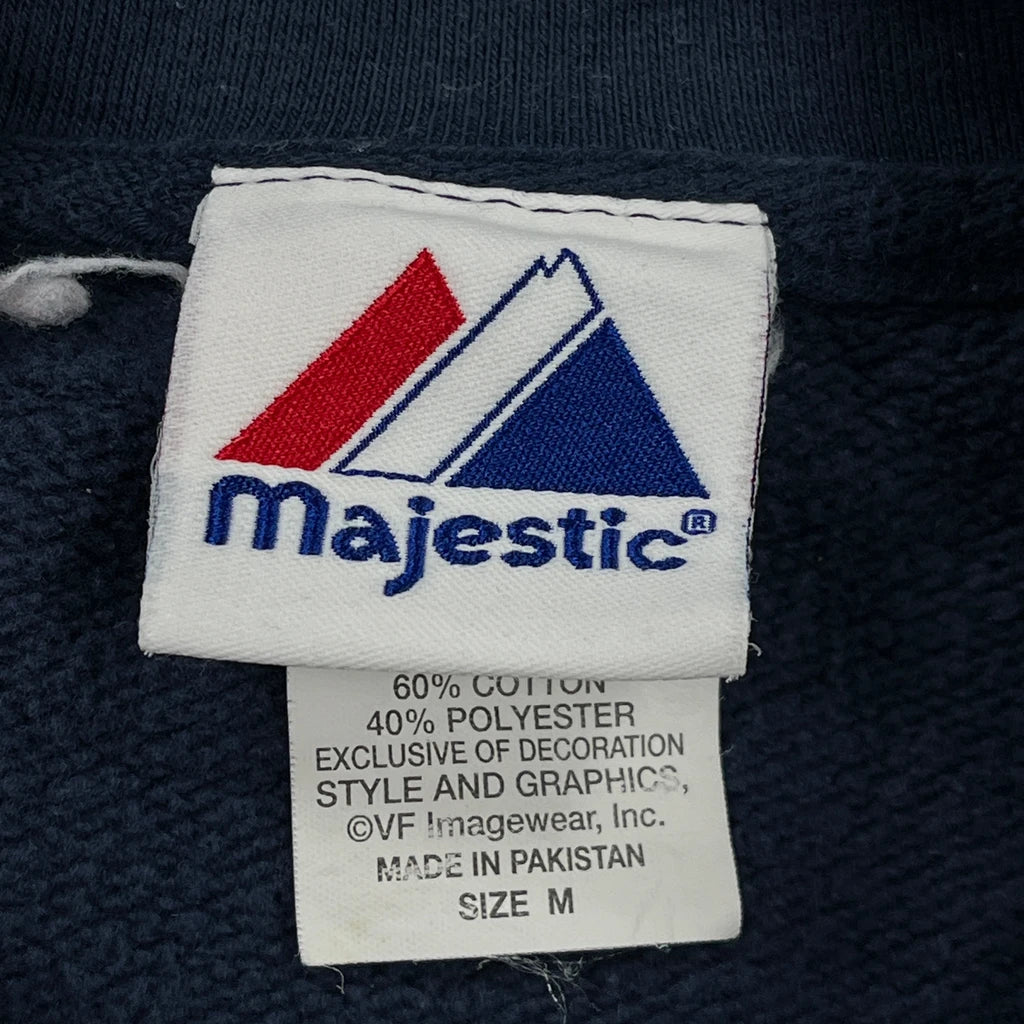 majestic®
60% COTTON
40% POLYESTER
EXCLUSIVE OF DECORATION
STYLE AND GRAPHICS,
©VF Imagewear, Inc.
MADE IN PAKISTAN
SIZE M